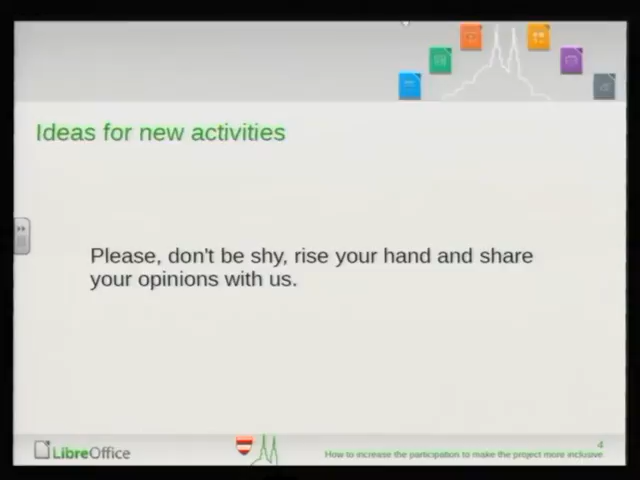 Ideas for new activities
Please, don't be shy, rise your hand and share
your opinions with us.
LibreOffice
4
How to increase the participation to make the project more inclusive